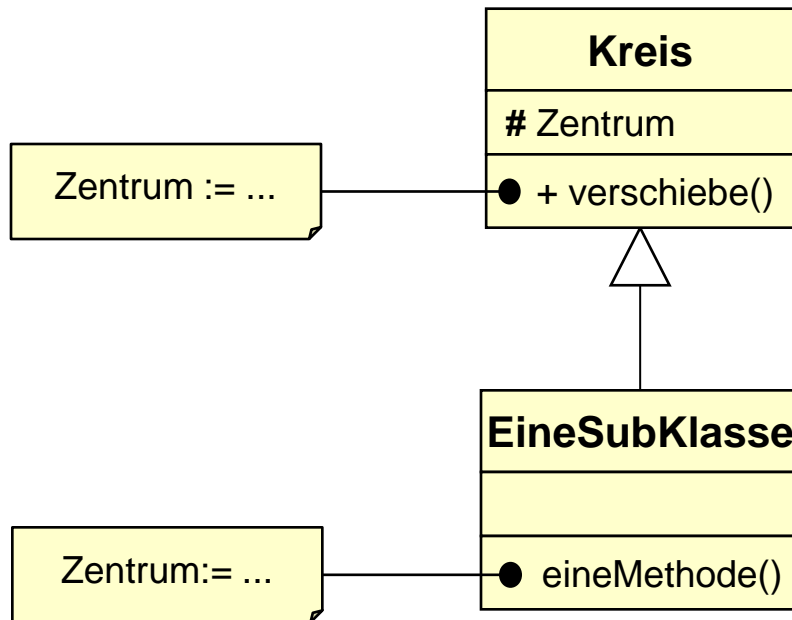 Kreis
# Zentrum
Zentrum := ...
+ verschiebe()
EineSubKlasse
Zentrum:= ...
eineMethode()